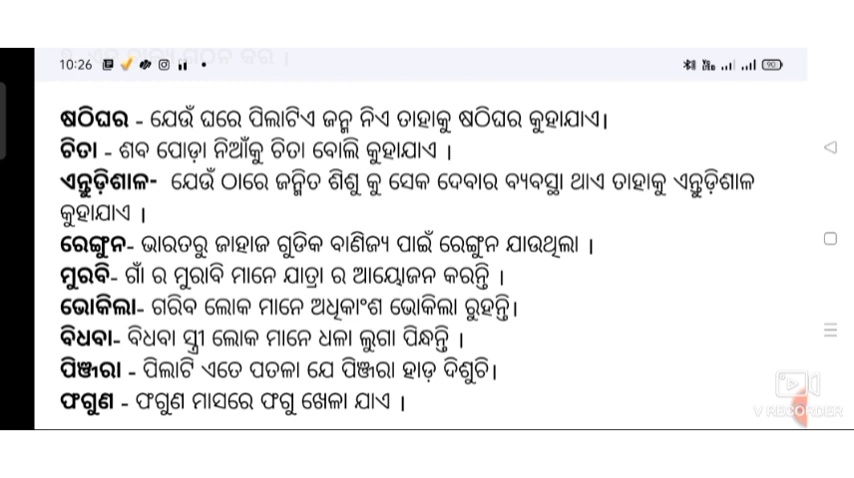 10:26
90
ଷଠିଘର - ଯେଉଁ ଘରେ ପିଲାଟିଏ ଜନ୍ମ ନିଏ ତାହାକୁ ଷଠିଘର କୁହାଯାଏ।
ଚିତା - ଶବ ପୋଡ଼ା ନିଆଁକୁ ଚିତା ବୋଲି କୁହାଯାଏ ।
ଏନ୍ତୁଡ଼ିଶାଳ- ଯେଉଁ ଠାରେ ଜନ୍ମିତ ଶିଶୁ କୁ ସେକ ଦେବାର ବ୍ୟବସ୍ଥା ଥାଏ ତାହାକୁ ଏନ୍ତୁଡ଼ିଶାଳ
କୁହାଯାଏ ।
ରେଙ୍ଗୁନ- ଭାରତରୁ ଜାହାଜ ଗୁଡିକ ବାଣିଜ୍ୟ ପାଇଁ ରେଙ୍ଗୁନ ଯାଉଥିଲା ।
ମୁରବି- ଗାଁ ର ମୁରାବି ମାନେ ଯାତ୍ରା ର ଆୟୋଜନ କରନ୍ତି ।
ଭୋକିଲା- ଗରିବ ଲୋକ ମାନେ ଅଧିକାଂଶ ଭୋକିଲା ରୁହନ୍ତି।
ବିଧବା- ବିଧବା ସ୍ତ୍ରୀ ଲୋକ ମାନେ ଧଳା ଲୁଗା ପିନ୍ଧନ୍ତି ।
ପିଞ୍ଜରା - ପିଲାଟି ଏତେ ପତଳା ଯେ ପିଞ୍ଜରା ହାଡ଼ ଦିଶୁଚି।
ଫଗୁଣ - ଫଗୁଣ ମାସରେ ଫଗୁ ଖେଳା ଯାଏ ।
V RECORDER